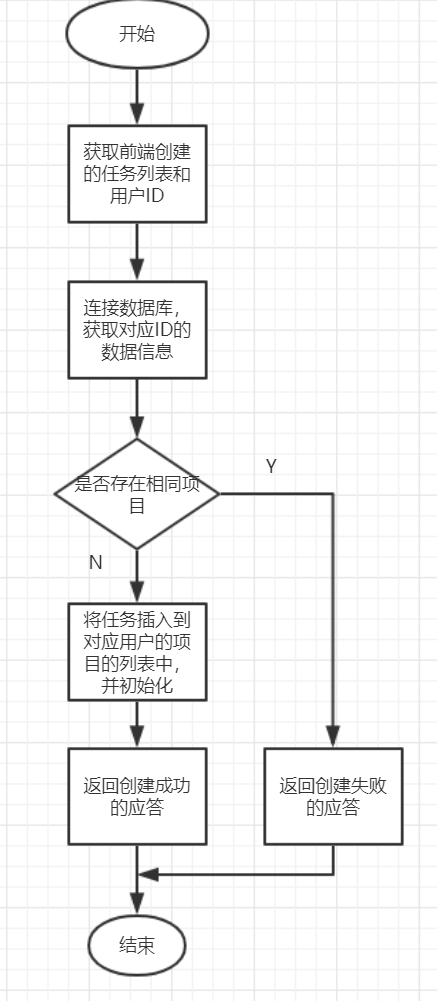 开始
获取前端创建
的任务列表和
用户ID
连接数据库，
获取对应ID的
数据信息
是否存在相同项
目
Y
N
将任务插入到
对应用户的项
目的列表中，
并初始化
返回创建成功
的应答
返回创建失败
的应答
结束